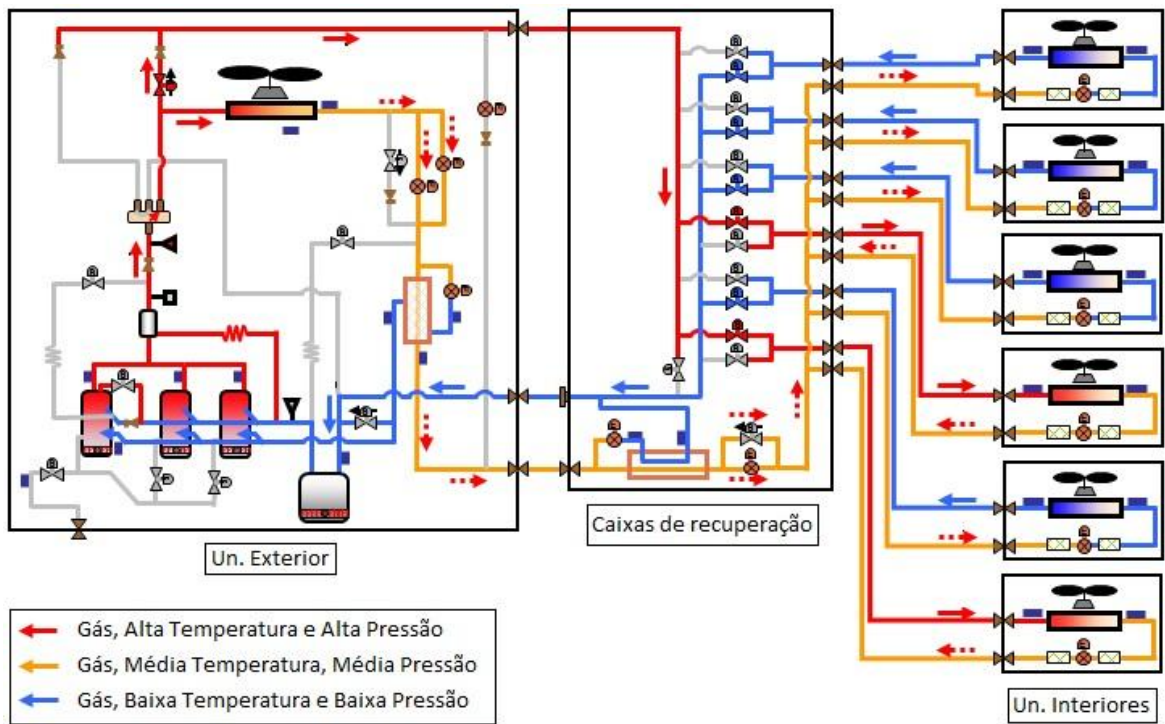 Un. Exterior
Caixas de recuperação
Un. Interiores
Gás, Alta Temperatura e Alta Pressão
Gás, Média Temperatura, Média Pressão
Gás, Baixa Temperatura e Baixa Pressão